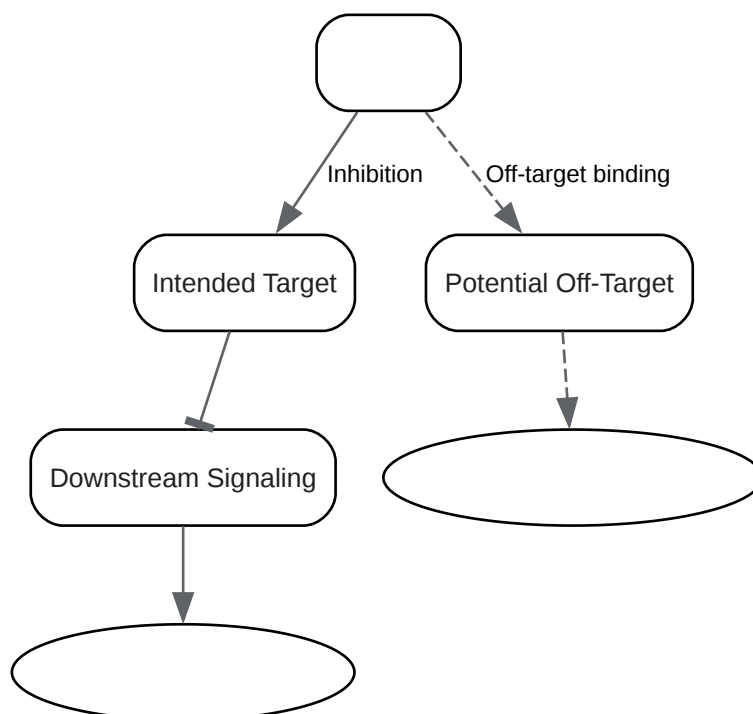 Inhibition
Off-target binding
Intended Target
Potential Off-Target
Downstream Signaling